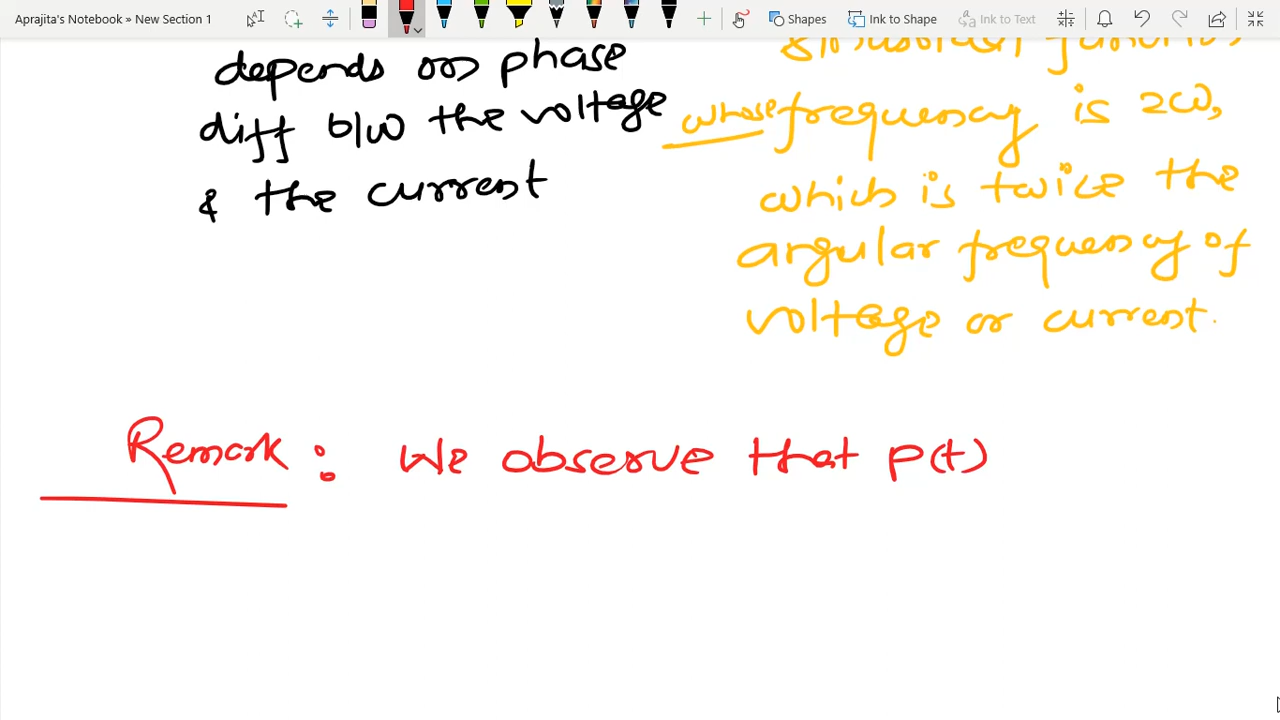 Aprajita's Notebook » New Section 1
Shapes
Ink to Shape
Ink to Text
depends on phase
diff b/w the voltage
& the current
whose frequency is 2ω,
which is twice the
angular frequency of
voltage or current.
Remark : We observe that p(t)